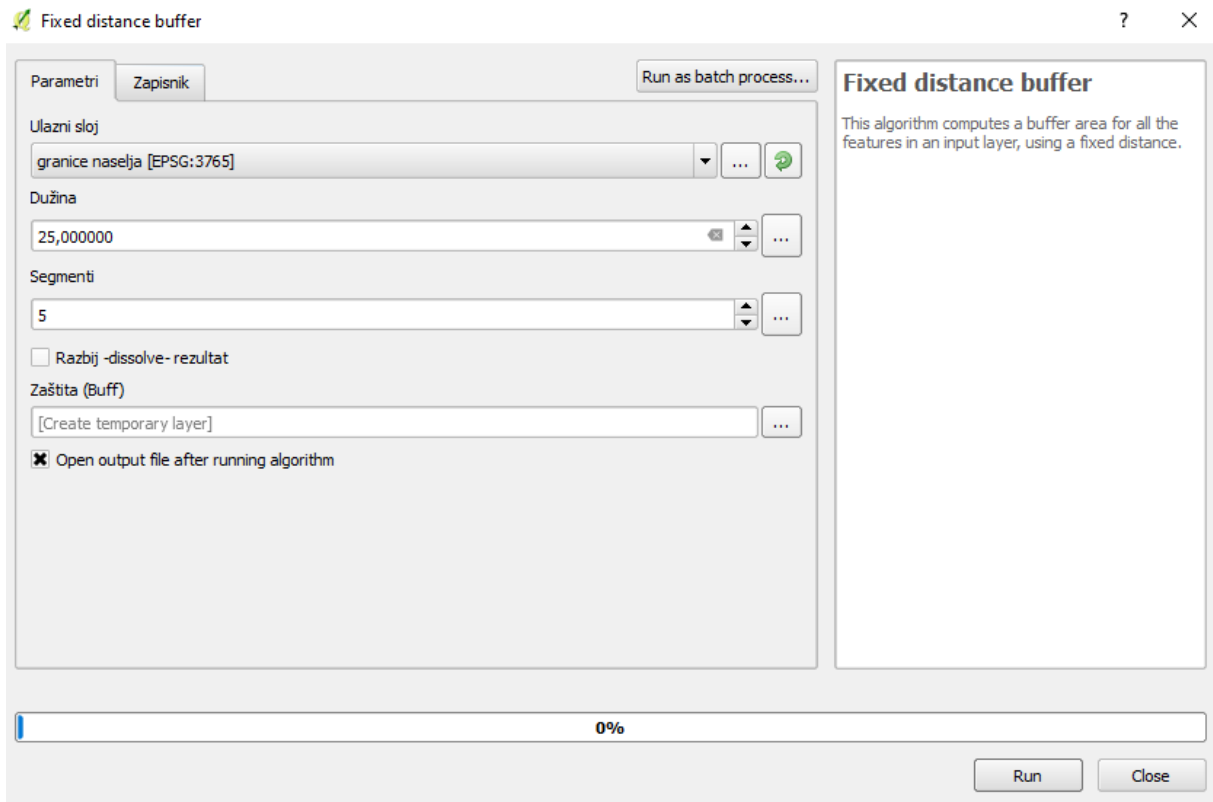 Fixed distance buffer
?
Parametri
Zapisnik
Run as batch process...
Ulazni sloj
granice naselja [EPSG:3765]
...
Dužina
25,000000
...
Segmenti
5
...
Razbij -dissolve- rezultat
Zaštita (Buff)
[Create temporary layer]
...
Open output file after running algorithm
Fixed distance buffer
This algorithm computes a buffer area for all the
features in an input layer, using a fixed distance.
0%
Run
Close